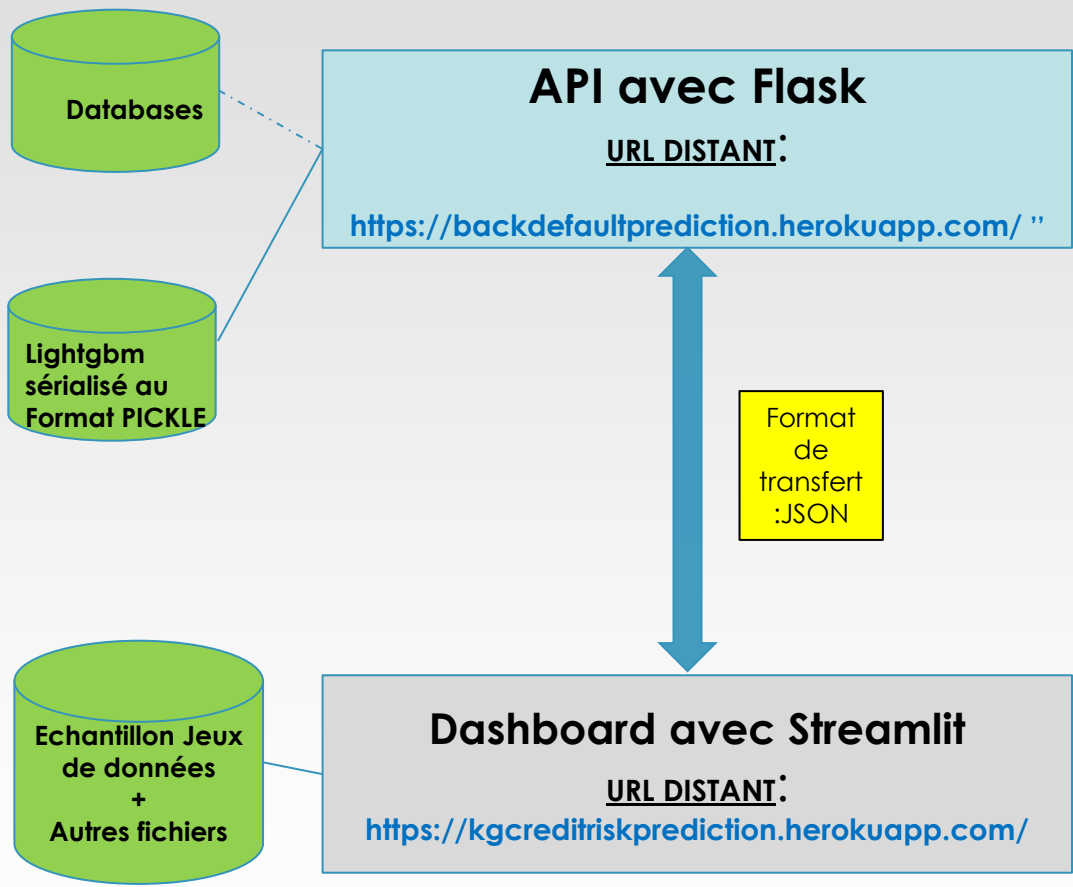 Databases
API avec Flask
URL DISTANT:
https://backdefaultprediction.herokuapp.com/ ’’
Lightgbm
sérialisé au
Format PICKLE
Format
de
transfert
:JSON
Echantillon Jeux
de données
+
Autres fichiers
Dashboard avec Streamlit
URL DISTANT:
https://kgcreditriskprediction.herokuapp.com/